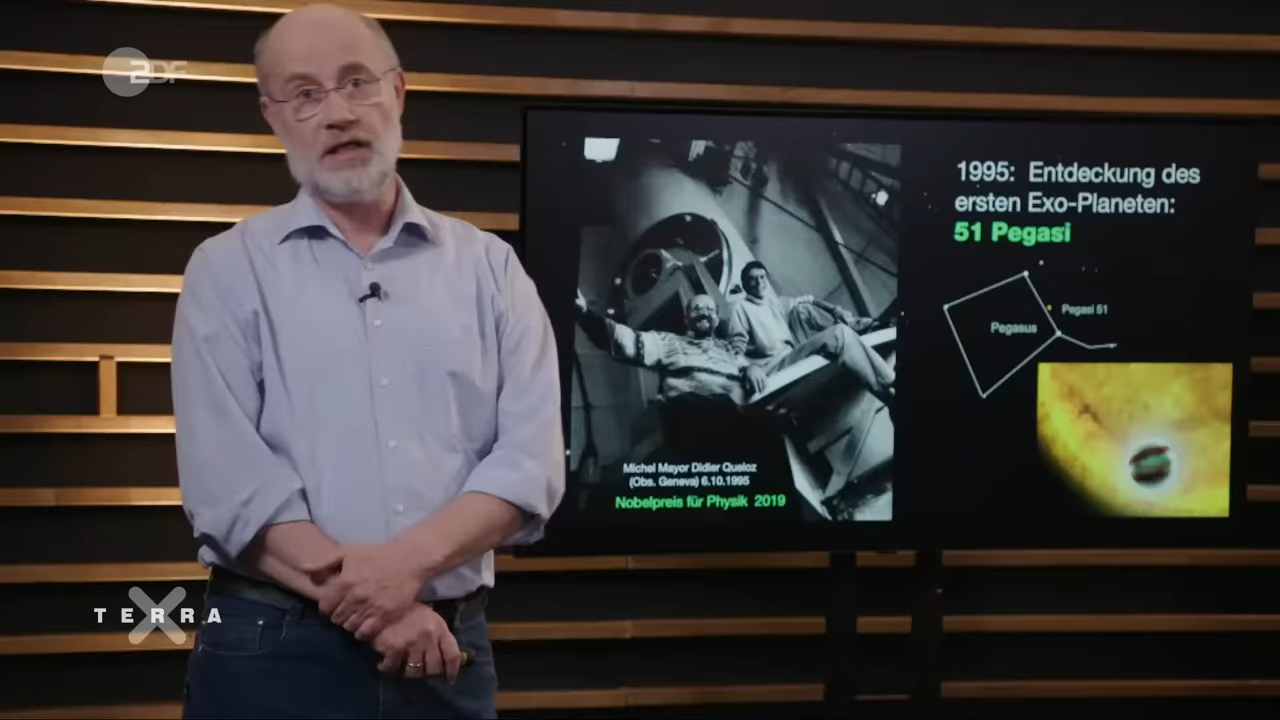 ZDF
1995: Entdeckung des
ersten Exo-Planeten:
51 Pegasi
Pegasi 51
Pegasus
Michel Mayor Didier Queloz
(Obs. Geneva) 6.10.1995
Nobelpreis für Physik 2019
TERRA X